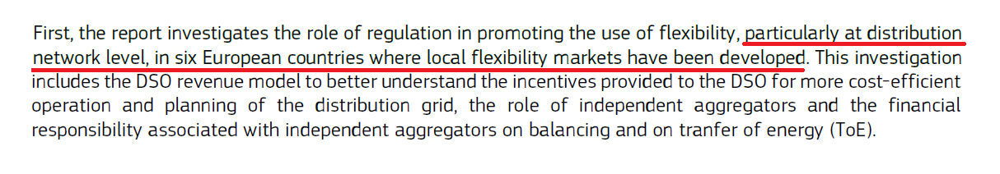 First, the report investigates the role of regulation in promoting the use of flexibility, particularly at distribution
network level, in six European countries where local flexibility markets have been developed. This investigation
includes the DSO revenue model to better understand the incentives provided to the DSO for more cost-efficient
operation and planning of the distribution grid, the role of independent aggregators and the financial
responsibility associated with independent aggregators on balancing and on tranfer of energy (ToE).